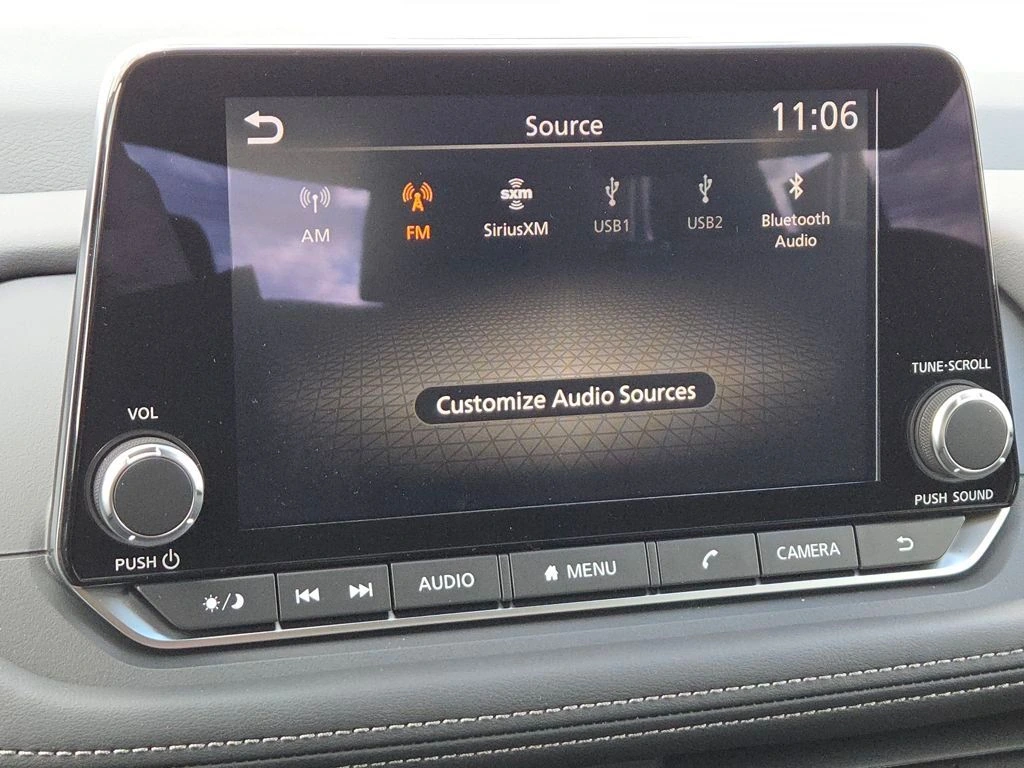 Source
11:06
AM
FM
sxm
SiriusXM
USB1
USB2
Bluetooth
Audio
Customize Audio Sources
VOL
PUSH
TUNE·SCROLL
PUSH SOUND
AUDIO
MENU
CAMERA